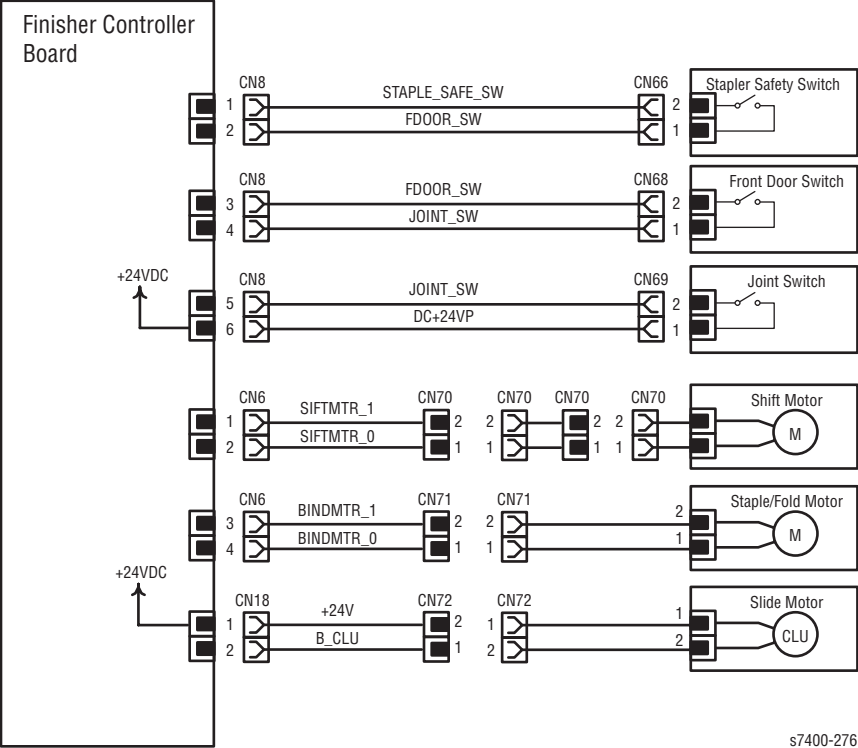 Finisher Controller
Board
CN8 CN66 Stapler Safety Switch
1 STAPLE_SAFE_SW 2
2 FDOOR_SW 1
CN8 CN68 Front Door Switch
3 FDOOR_SW 2
4 JOINT_SW 1
+24VDC CN8 CN69 Joint Switch
5 JOINT_SW 2
6 DC+24VP 1
CN6 CN70 CN70 CN70 CN70 Shift Motor
1 SIFTMTR_1 2 2 2 2
2 SIFTMTR_0 1 1 1 1 M
CN6 CN71 CN71 Staple/Fold Motor
3 BINDMTR_1 2 2 2
4 BINDMTR_0 1 1 1 M
+24VDC
CN18 CN72 CN72 Slide Motor
1 +24V 2 1 1
2 B_CLU 1 2 2 CLU
s7400-276